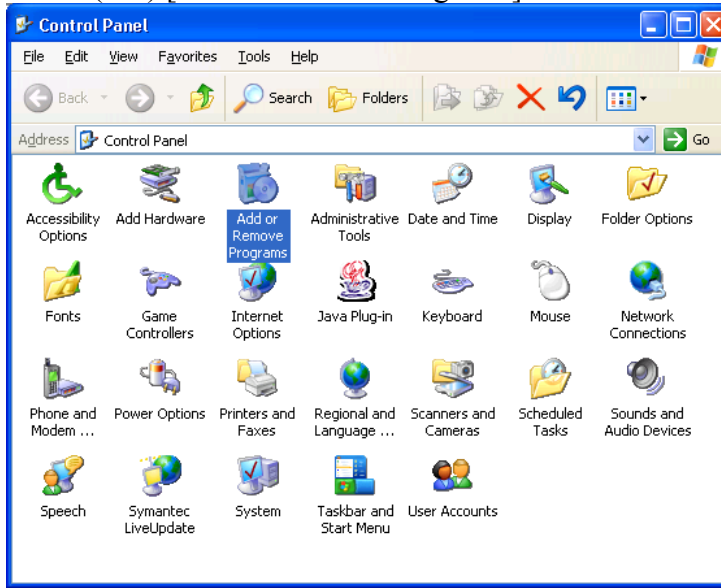 Control Panel
File Edit View Favorites Tools Help
Back Search Folders
Address Control Panel Go
Accessibility Options
Add Hardware
Add or Remove Programs
Administrative Tools
Date and Time
Display
Folder Options
Fonts
Game Controllers
Internet Options
Java Plug-in
Keyboard
Mouse
Network Connections
Phone and Modem ...
Power Options
Printers and Faxes
Regional and Language ...
Scanners and Cameras
Scheduled Tasks
Sounds and Audio Devices
Speech
Symantec LiveUpdate
System
Taskbar and Start Menu
User Accounts